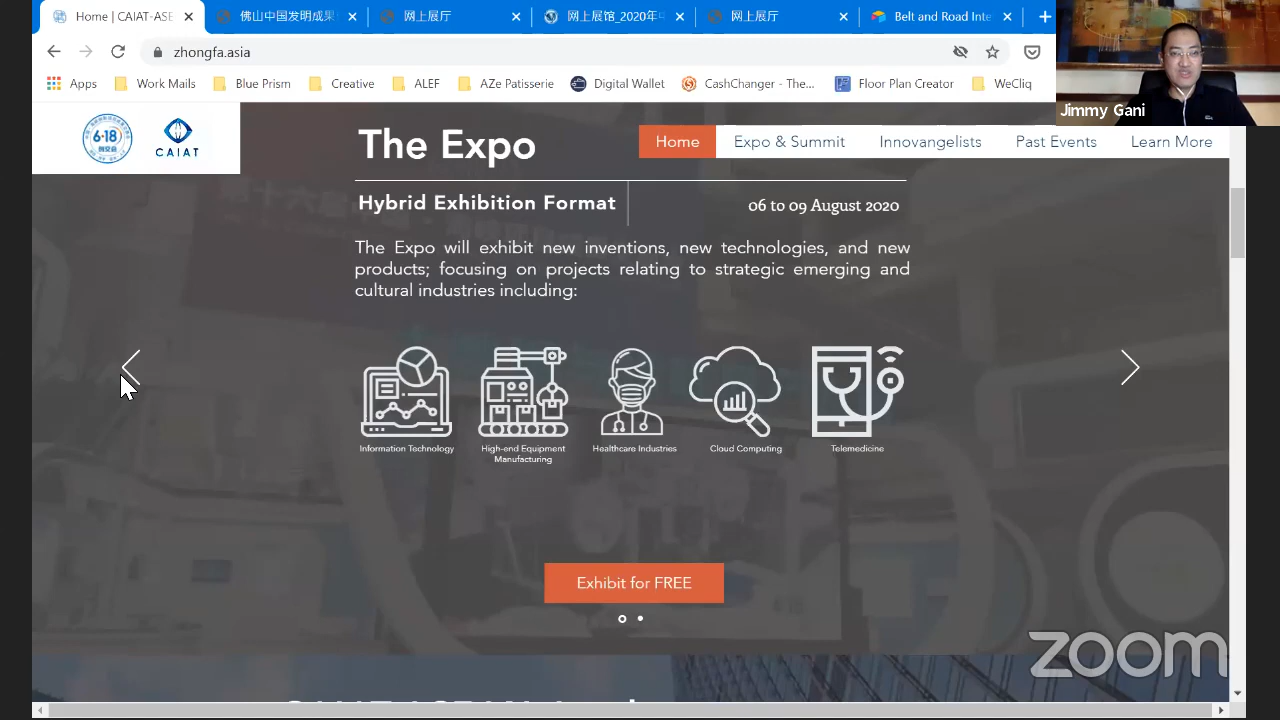 Home | CAIAT-ASE
佛山中国发明成果
网上展厅
网上展馆_2020年
网上展厅
Belt and Road Inte
zhongfa.asia
Apps
Work Mails
Blue Prism
Creative
ALEF
AZe Patisserie
Digital Wallet
CashChanger - The...
Floor Plan Creator
WeCliq
Jimmy Gani
6·18
CAIAT
The Expo
Home
Expo & Summit
Innovangelists
Past Events
Learn More
Hybrid Exhibition Format
06 to 09 August 2020
The Expo will exhibit new inventions, new technologies, and new
products; focusing on projects relating to strategic emerging and
cultural industries including:
Information Technology
High-end Equipment
Manufacturing
Healthcare Industries
Cloud Computing
Telemedicine
Exhibit for FREE
zoom